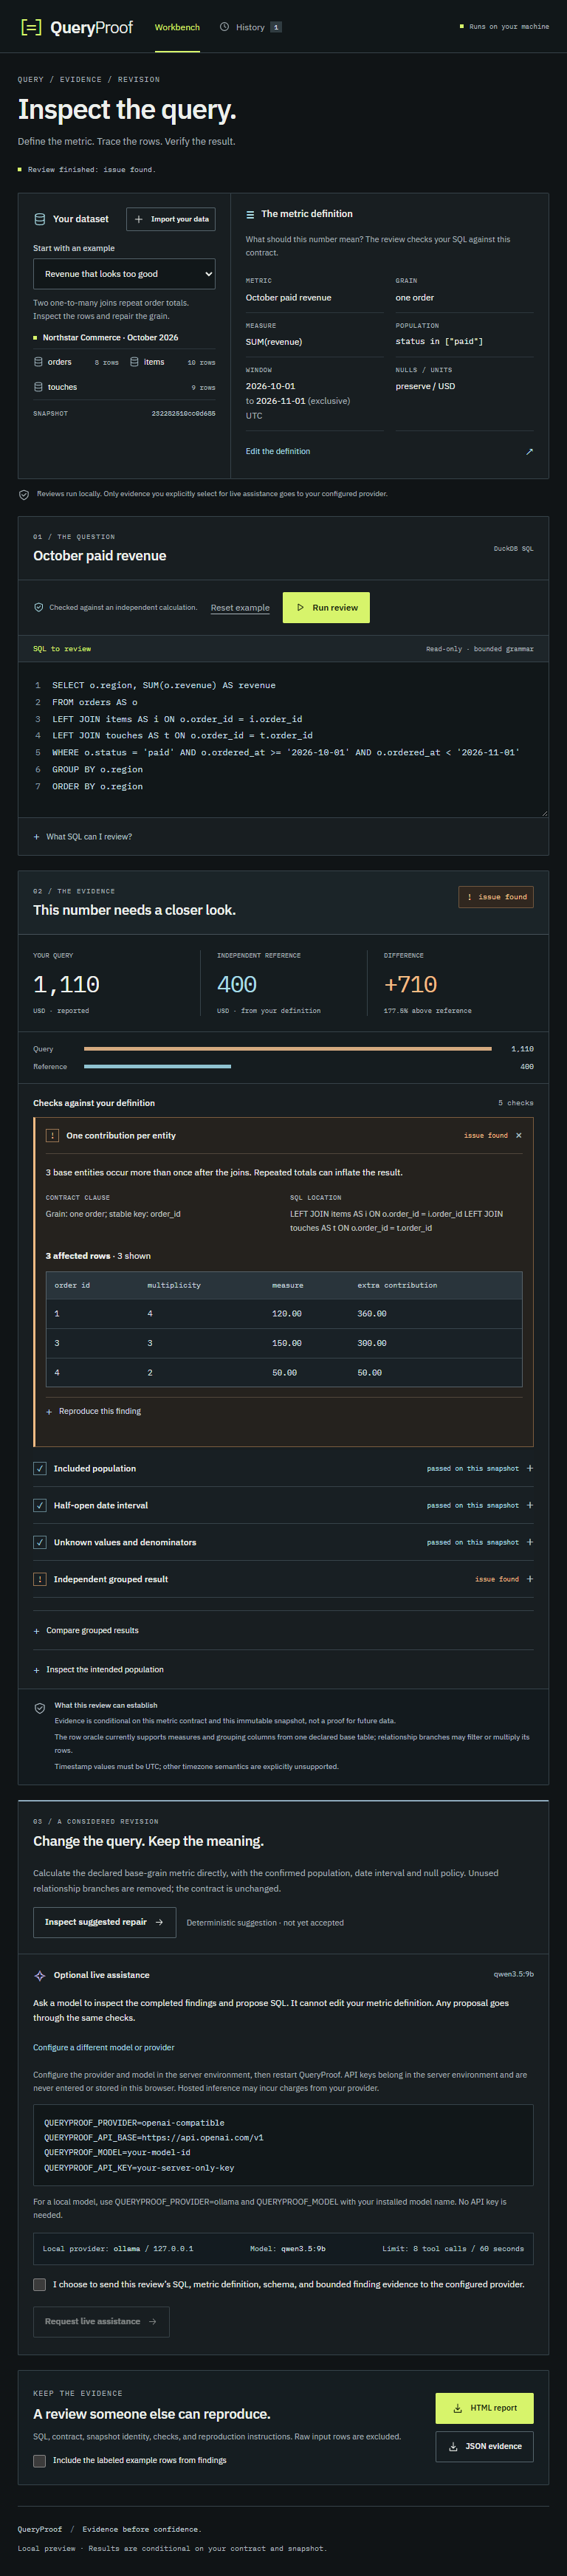 [=] QueryProof Workbench History 1 Runs on your machine
QUERY / EVIDENCE / REVISION
Inspect the query.
Define the metric. Trace the rows. Verify the result.
Review finished: issue found.
Your dataset
Import your data
Start with an example
Revenue that looks too good
Two one-to-many joins repeat order totals.
Inspect the rows and repair the grain.
Northstar Commerce · October 2026
orders 5 rows items 10 rows
touches 9 rows
SNAPSHOT
The metric definition
What should this number mean? The review checks your SQL against this
contract.
METRIC GRAIN
October paid revenue one order
MEASURE POPULATION
SUM(revenue) status in ["paid"]
WINDOW NULLS / UNITS
2026-10-01 preserve / USD
to 2026-11-01 (exclusive)
UTC
Edit the definition ↗
Reviews run locally. Only evidence you explicitly select for live assistance goes to your configured provider.
01 / THE QUESTION
October paid revenue
DuckDB SQL
Checked against an independent calculation. Reset example Run review
SQL to review Read-only · bounded grammar
1 SELECT o.region, SUM(o.revenue) AS revenue
2 FROM orders AS o
3 LEFT JOIN items AS i ON o.order_id = i.order_id
4 LEFT JOIN touches AS t ON o.order_id = t.order_id
5 WHERE o.status = 'paid' AND o.ordered_at >= '2026-10-01' AND o.ordered_at < '2026-11-01'
6 GROUP BY o.region
7 ORDER BY o.region
+ What SQL can I review?
02 / THE EVIDENCE
This number needs a closer look.
! issue found
YOUR QUERY INDEPENDENT REFERENCE DIFFERENCE
1,110 400 +710
USD · reported USD · from your definition 177.5% above reference
Query 1,110
Reference 400
Checks against your definition 5 checks
! One contribution per entity issue found ×
3 base entities occur more than once after the joins. Repeated totals can inflate the result.
CONTRACT CLAUSE SQL LOCATION
Grain: one order; stable key: order_id LEFT JOIN items AS i ON o.order_id = i.order_id LEFT JOIN
touches AS t ON o.order_id = t.order_id
3 affected rows · 3 shown
order id multiplicity measure extra contribution
1 4 120.00 360.00
3 3 150.00 300.00
4 2 50.00 50.00
+ Reproduce this finding
✓ Included population passed on this snapshot +
✓ Half-open date interval passed on this snapshot +
✓ Unknown values and denominators passed on this snapshot +
! Independent grouped result issue found +
+ Compare grouped results
+ Inspect the intended population
What this review can establish
Evidence is conditional on this metric contract and this immutable snapshot, not a proof for future data.
The row oracle currently supports measures and grouping columns from one declared base table; relationship branches may filter or multiply its
rows.
Timestamp values must be UTC; other timezone semantics are explicitly unsupported.
03 / A CONSIDERED REVISION
Change the query. Keep the meaning.
Calculate the declared base-grain metric directly, with the confirmed population, date interval and null policy. Unused
relationship branches are removed; the contract is unchanged.
Inspect suggested repair → Deterministic suggestion · not yet accepted
Optional live assistance qwen3.5:9b
Ask a model to inspect the completed findings and propose SQL. It cannot edit your metric definition. Any proposal goes
through the same checks.
Configure a different model or provider
Configure the provider and model in the server environment, then restart QueryProof. API keys belong in the server environment and are
never entered or stored in this browser. Hosted inference may incur charges from your provider.
QUERYPROOF_PROVIDER=openai-compatible
QUERYPROOF_API_BASE=https://api.openai.com/v1
QUERYPROOF_MODEL=your-model-id
QUERYPROOF_API_KEY=your-server-only-key
For a local model, use QUERYPROOF_PROVIDER=ollama and QUERYPROOF_MODEL with your installed model name. No API key is
needed.
Local provider: ollama / 127.0.0.1 Model: qwen3.5:9b Limit: 8 tool calls / 60 seconds
I choose to send this review's SQL, metric definition, schema, and bounded finding evidence to the configured provider.
Request live assistance →
KEEP THE EVIDENCE
A review someone else can reproduce.
SQL, contract, snapshot identity, checks, and reproduction instructions. Raw input rows are excluded.
Include the labeled example rows from findings
HTML report
JSON evidence
QueryProof / Evidence before confidence.
Local preview · Results are conditional on your contract and snapshot.